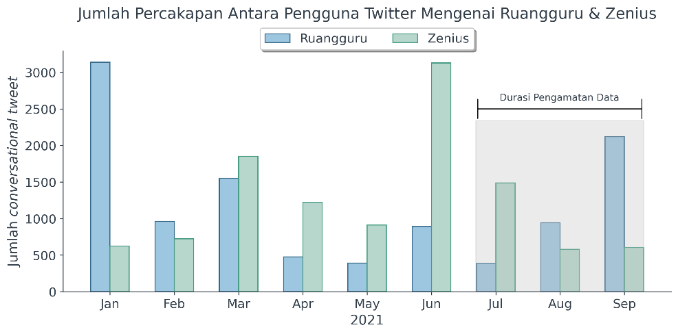 Jumlah Percakapan Antara Pengguna Twitter Mengenai Ruangguru & Zenius
Ruangguru
Zenius
Durasi Pengamatan Data
Jumlah conversational tweet
3000
2500
2000
1500
1000
500
0
Jan Feb Mar Apr May Jun Jul Aug Sep
2021